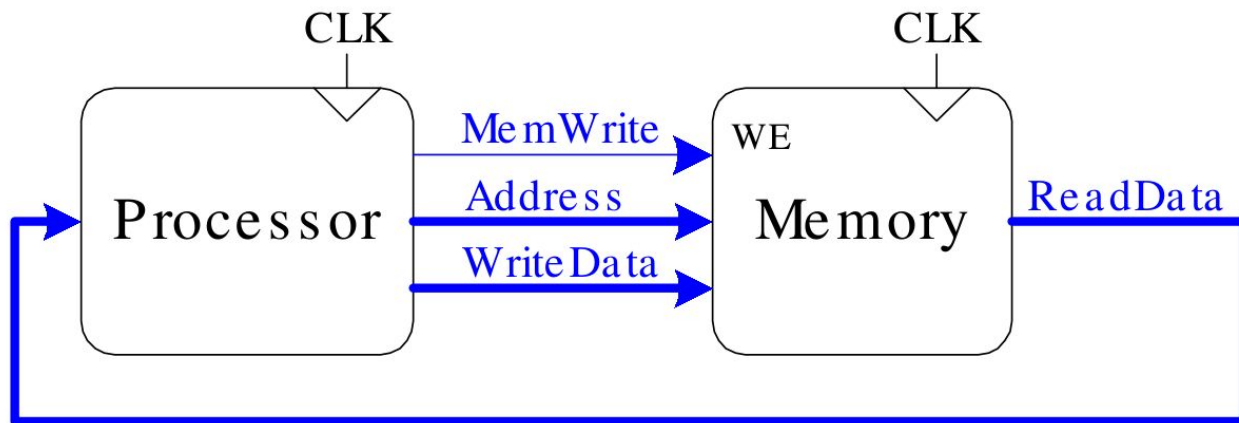 CLK
CLK
MemWrite
WE
Processor
Address
Memory
ReadData
WriteData